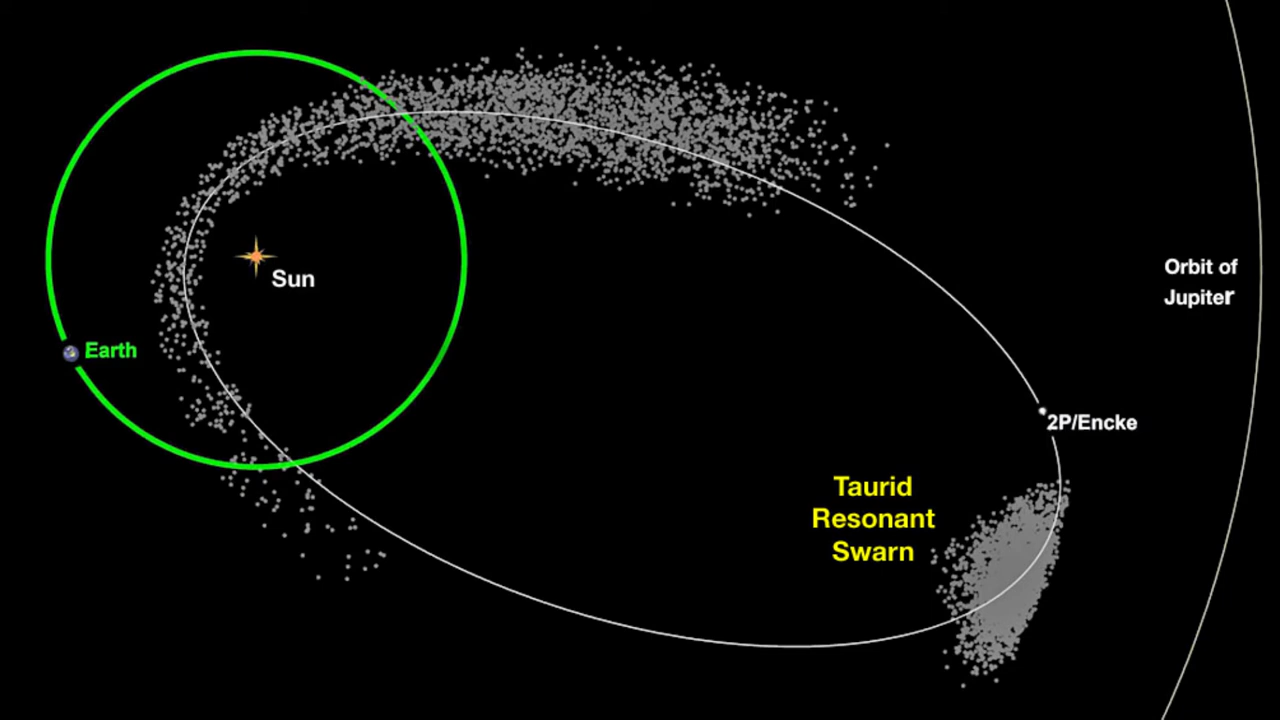 Sun
Orbit of
Jupiter
Earth
2P/Encke
Taurid
Resonant
Swarn